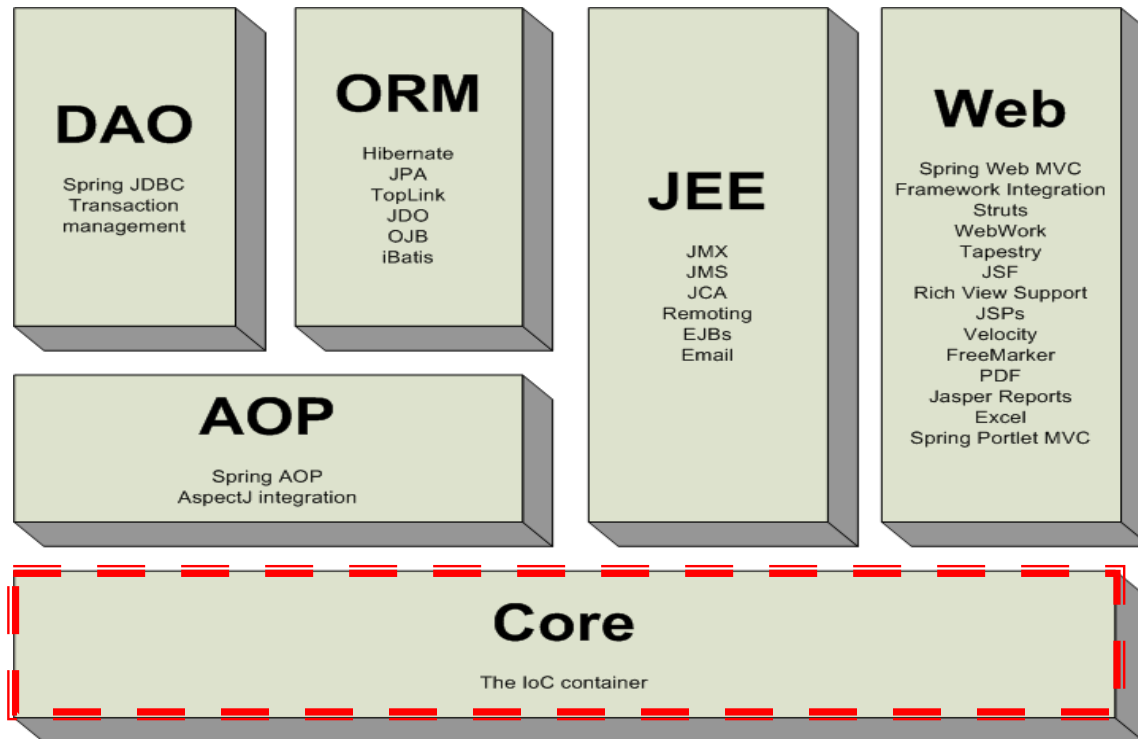 DAO
Spring JDBC
Transaction
management
ORM
Hibernate
JPA
TopLink
JDO
OJB
iBatis
JEE
JMX
JMS
JCA
Remoting
EJBs
Email
Web
Spring Web MVC
Framework Integration
Struts
WebWork
Tapestry
JSF
Rich View Support
JSPs
Velocity
FreeMarker
PDF
Jasper Reports
Excel
Spring Portlet MVC
AOP
Spring AOP
AspectJ integration
Core
The IoC container